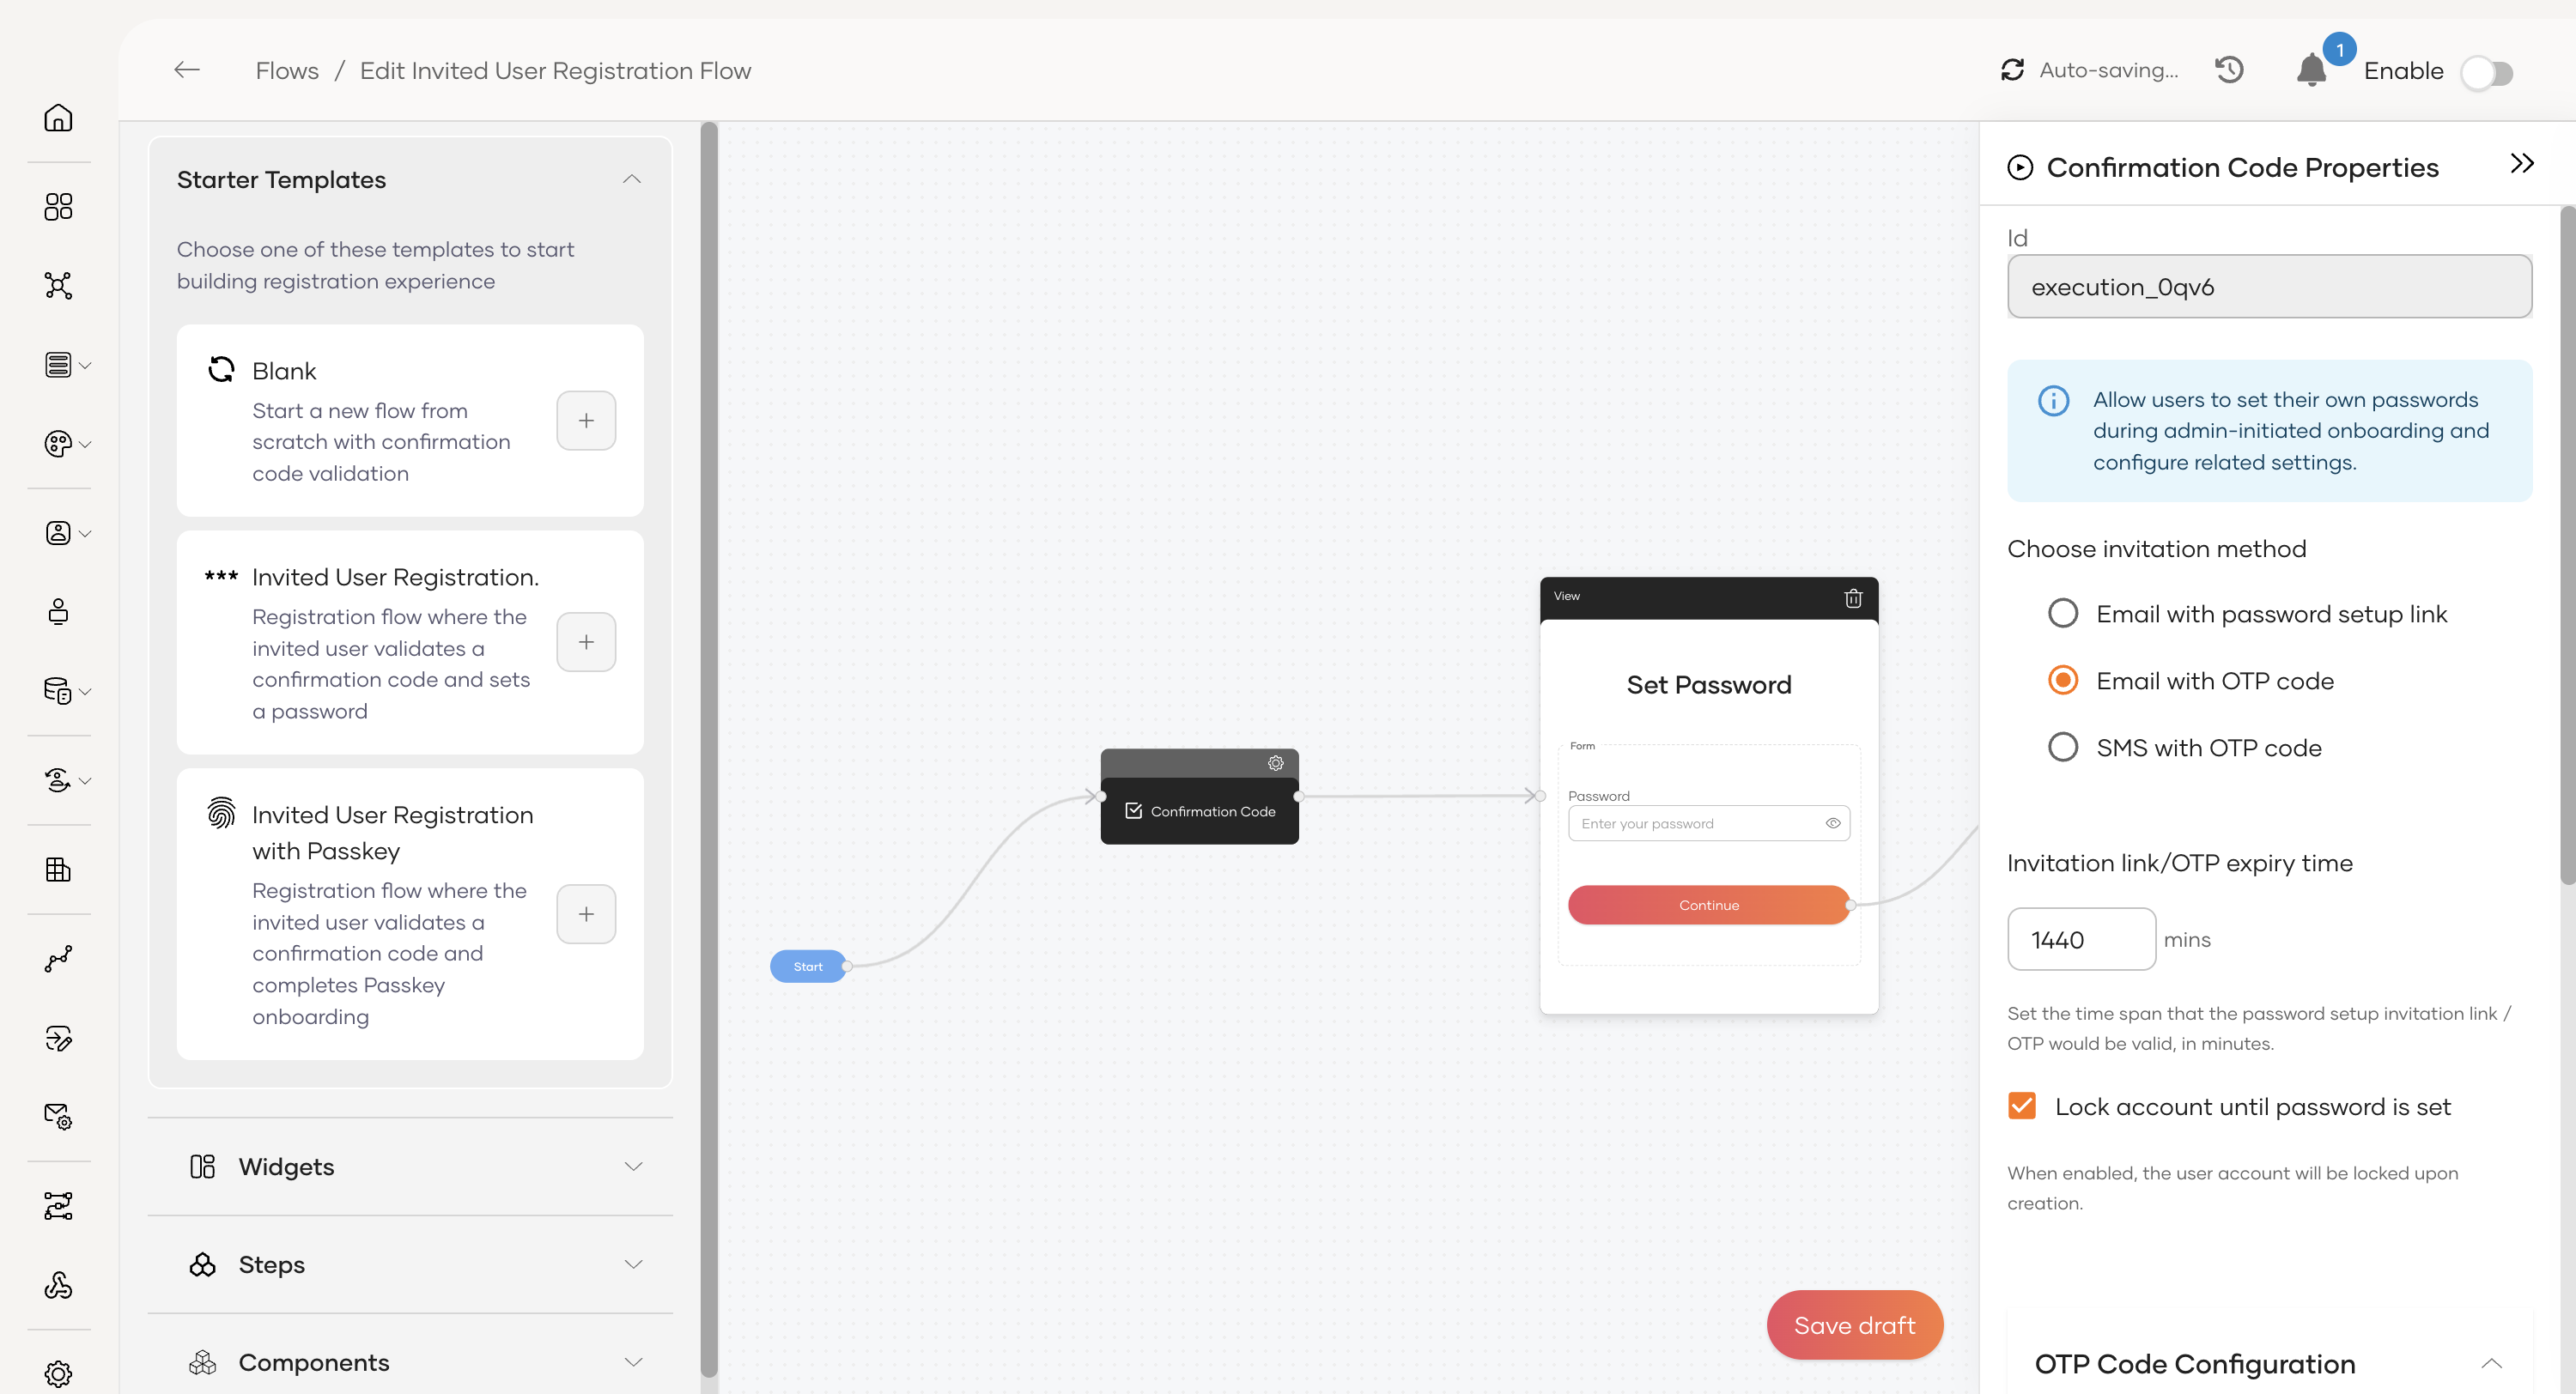 Flows / Edit Invited User Registration Flow
Auto-saving...
1
Enable
Starter Templates
Choose one of these templates to start
building registration experience
Blank
Start a new flow from
scratch with confirmation
code validation
+
*** Invited User Registration.
Registration flow where the
invited user validates a
confirmation code and sets
a password
+
Invited User Registration
with Passkey
Registration flow where the
invited user validates a
confirmation code and
completes Passkey
onboarding
+
Widgets
Steps
Components
Start
Confirmation Code
View
Set Password
Form
Password
Enter your password
Continue
Save draft
Confirmation Code Properties
Id
execution_0qv6
Allow users to set their own passwords
during admin-initiated onboarding and
configure related settings.
Choose invitation method
Email with password setup link
Email with OTP code
SMS with OTP code
Invitation link/OTP expiry time
1440 mins
Set the time span that the password setup invitation link /
OTP would be valid, in minutes.
Lock account until password is set
When enabled, the user account will be locked upon
creation.
OTP Code Configuration